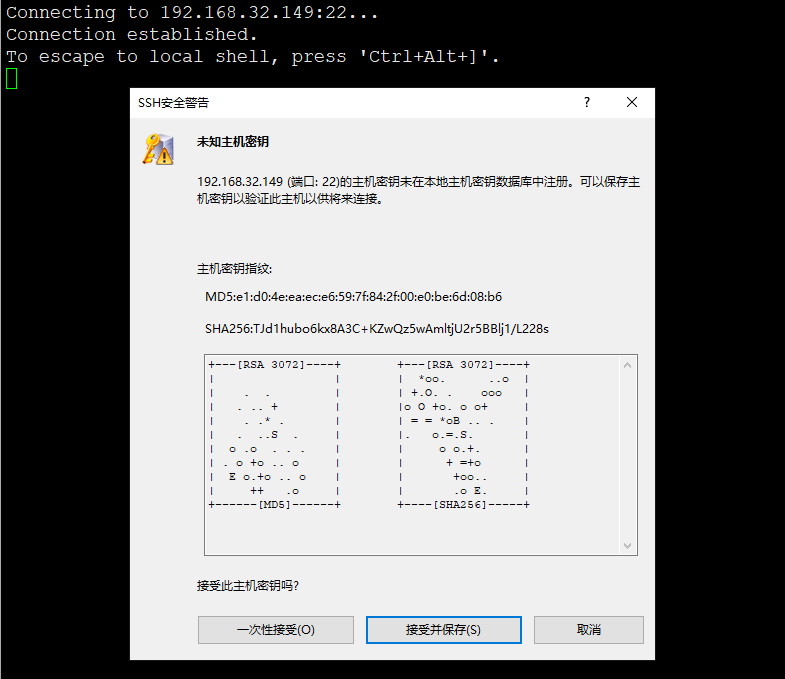 Connecting to 192.168.32.149:22...
Connection established.
To escape to local shell, press 'Ctrl+Alt+]'.
SSH安全警告
?
未知主机密钥
192.168.32.149 (端口: 22)的主机密钥未在本地主机密钥数据库中注册。可以保存主
机密钥以验证此主机以供将来连接。
主机密钥指纹:
MD5:e1:d0:4e:ea:ec:e6:59:7f:84:2f:00:e0:be:6d:08:b6
SHA256:TJd1hubo6kx8A3C+KZwQz5wAmltjU2r5BBlj1/L228s
+---[RSA 3072]----+        +---[RSA 3072]----+
|                 |        |  *oo.      ..o  |
|    .  .         |        | +.O. .    ooo   |
|   . .. +        |        |o O +o. o o+     |
|    . .* .       |        | = = *oB .. .    |
|   .  ..S  .     |        |.   o.=.S.       |
|  o .o  . . .    |        |     o o.+.      |
| . o +o .. o     |        |      + =+o      |
|  E o.+o .. o    |        |       +oo..     |
|     ++   .o     |        |       .o E.      |
+------[MD5]------+        +----[SHA256]-----+
接受此主机密钥吗?
一次性接受(O) 接受并保存(S) 取消